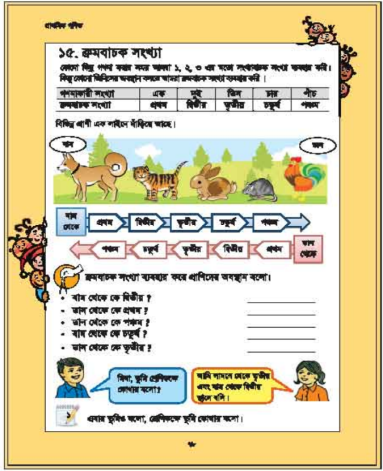 প্রাথমিক গণিত
১৫. ক্রমবাচক সংখ্যা
কোনো কিছু গণনা করার সময় আমরা ১, ২, ৩ এর মতো সংখ্যাবাচক সংখ্যা ব্যবহার করি।
কিন্তু কোনো জিনিসের অবস্থান বলতে আমরা ক্রমবাচক সংখ্যা ব্যবহার করি।
গণনাকারী সংখ্যা এক দুই তিন চার পাঁচ
ক্রমবাচক সংখ্যা প্রথম দ্বিতীয় তৃতীয় চতুর্থ পঞ্চম
বিভিন্ন প্রাণী এক লাইনে দাঁড়িয়ে আছে।
বাম ডান
বাম থেকে প্রথম দ্বিতীয় তৃতীয় চতুর্থ পঞ্চম
পঞ্চম চতুর্থ তৃতীয় দ্বিতীয় প্রথম ডান থেকে
ক্রমবাচক সংখ্যা ব্যবহার করে প্রাণিদের অবস্থান বলো।
• বাম থেকে কে দ্বিতীয় ?
• ডান থেকে কে প্রথম ?
• ডান থেকে কে পঞ্চম ?
• বাম থেকে কে চতুর্থ ?
• ডান থেকে কে তৃতীয় ?
মিনা, তুমি শ্রেণিকক্ষে
কোথায় বসো?
আমি সামনে থেকে তৃতীয়
এবং বাম থেকে দ্বিতীয়
স্থানে বসি।
১
এবার তুমিও বলো, শ্রেণিকক্ষে তুমি কোথায় বসো।